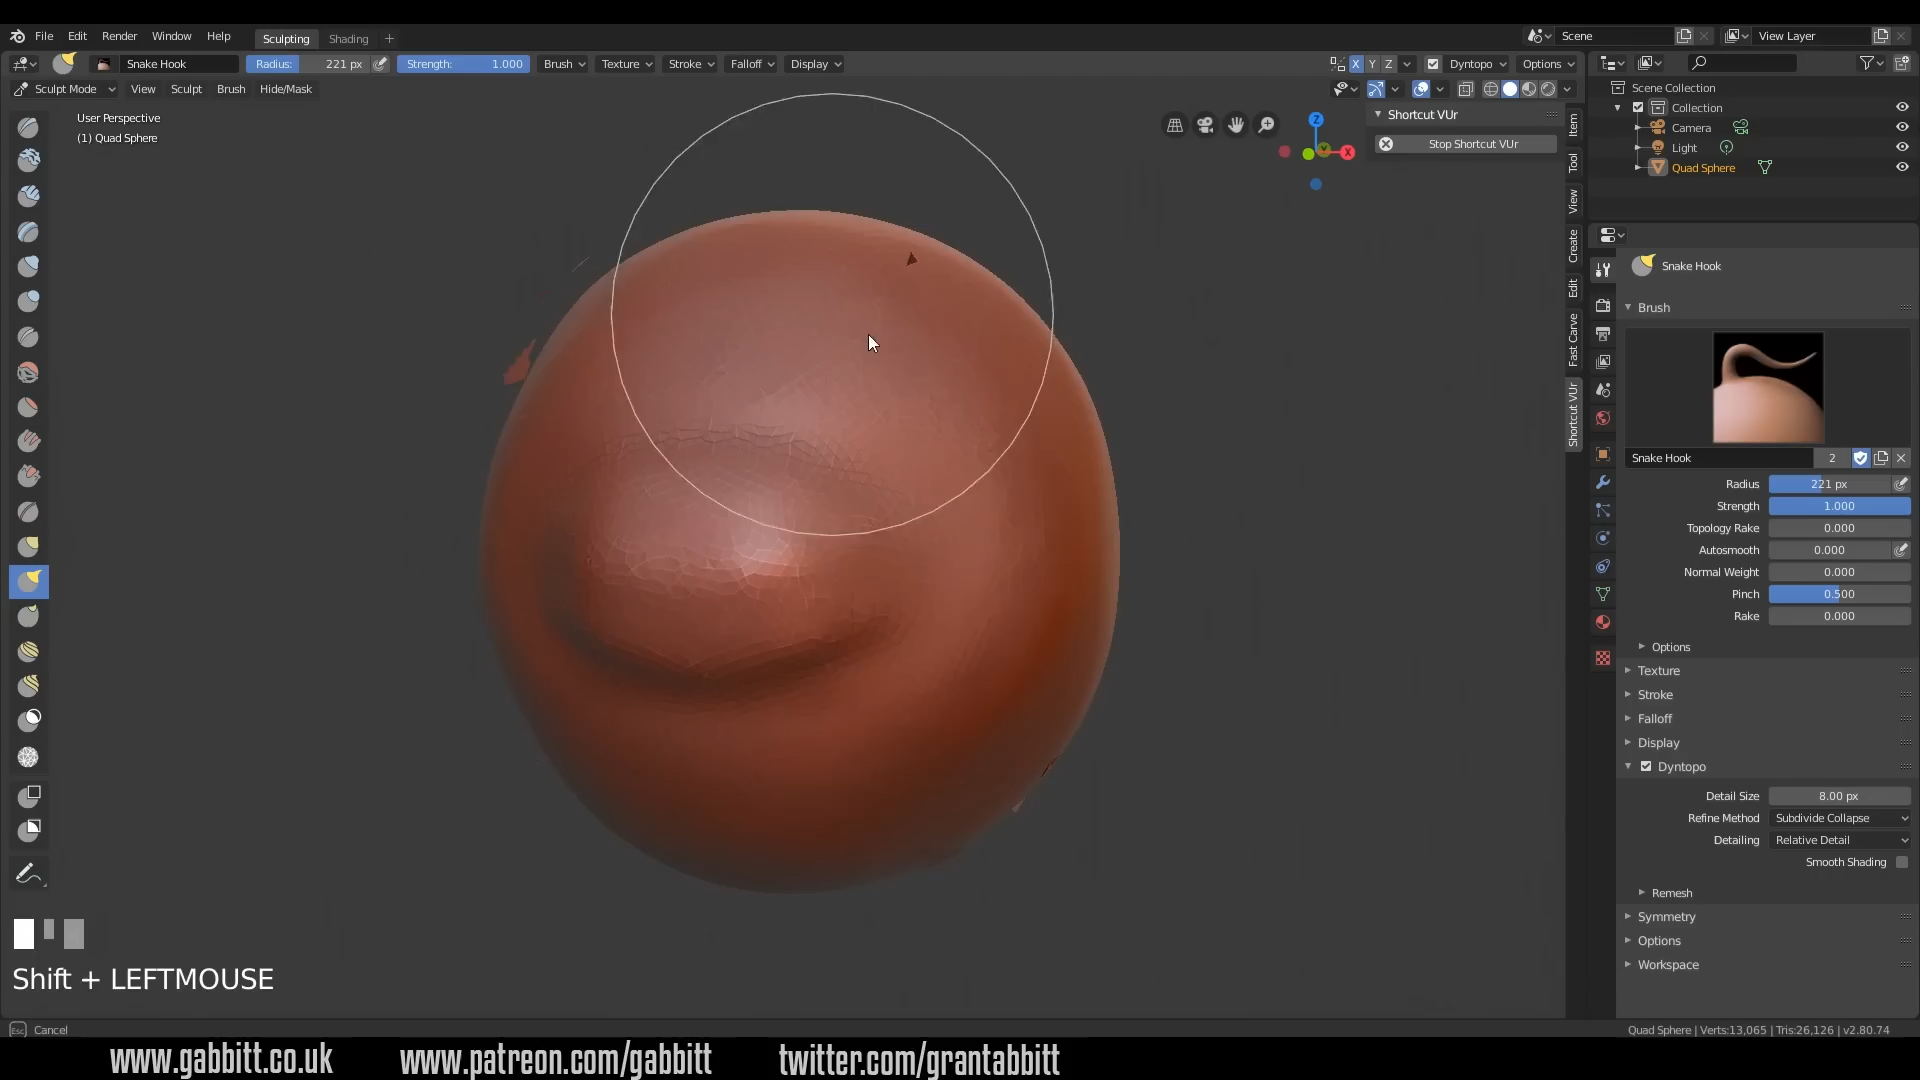 File Edit Render Window Help Sculpting Shading + Scene View Layer
Snake Hook Radius: 221 px Strength: 1.000 Brush Texture Stroke Falloff Display X Y Z Dyntopo Options
Sculpt Mode View Sculpt Brush Hide/Mask
User Perspective
(1) Quad Sphere
Shortcut VUr
Stop Shortcut VUr
Z
X
Item
Tool
View
Create
Edit
Fast Carve
Shortcut VUr
Scene Collection
Collection
Camera
Light
Quad Sphere
Snake Hook
Brush
Snake Hook 2
Radius 221 px
Strength 1.000
Topology Rake 0.000
Autosmooth 0.000
Normal Weight 0.000
Pinch 0.500
Rake 0.000
Options
Texture
Stroke
Falloff
Display
Dyntopo
Detail Size 8.00 px
Refine Method Subdivide Collapse
Detailing Relative Detail
Smooth Shading
Remesh
Symmetry
Options
Workspace
Shift + LEFTMOUSE
Esc Cancel
Quad Sphere | Verts:13,065 | Tris:26,126 | v2.80.74
www.gabbitt.co.uk www.patreon.com/gabbitt twitter.com/grantabbitt